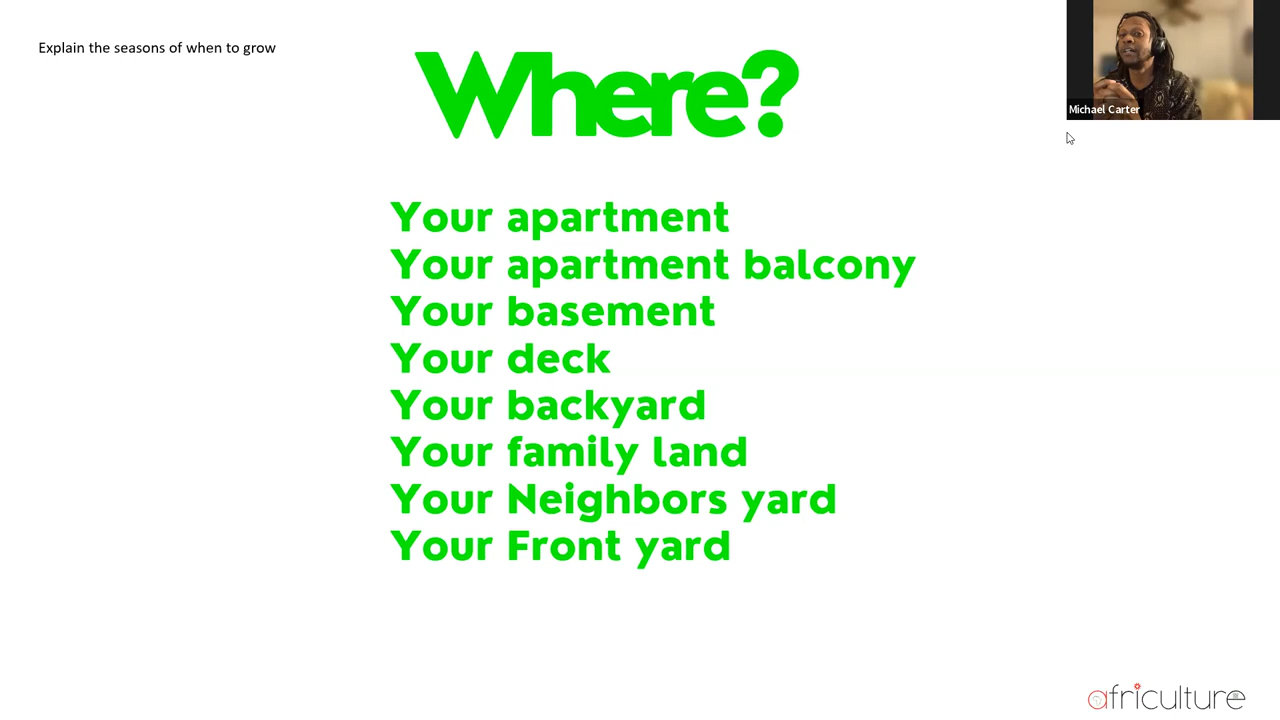 Explain the seasons of when to grow
Where?
Michael Carter
Your apartment
Your apartment balcony
Your basement
Your deck
Your backyard
Your family land
Your Neighbors yard
Your Front yard
africulture